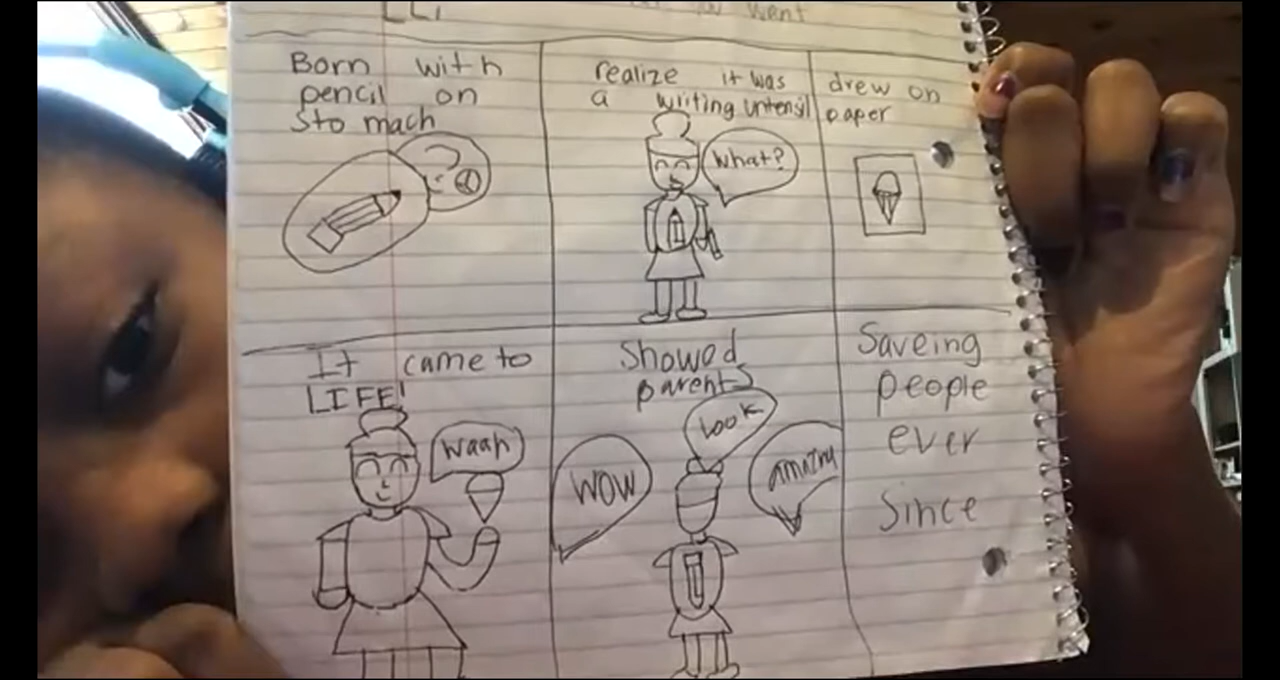 Born with
pencil on
Sto mach
realize it was
a writing untensil
What?
drew on
paper
It came to
LIFE!
Waah
Showed
parents
Look
WOW
amazing
Saveing
people
ever
Since